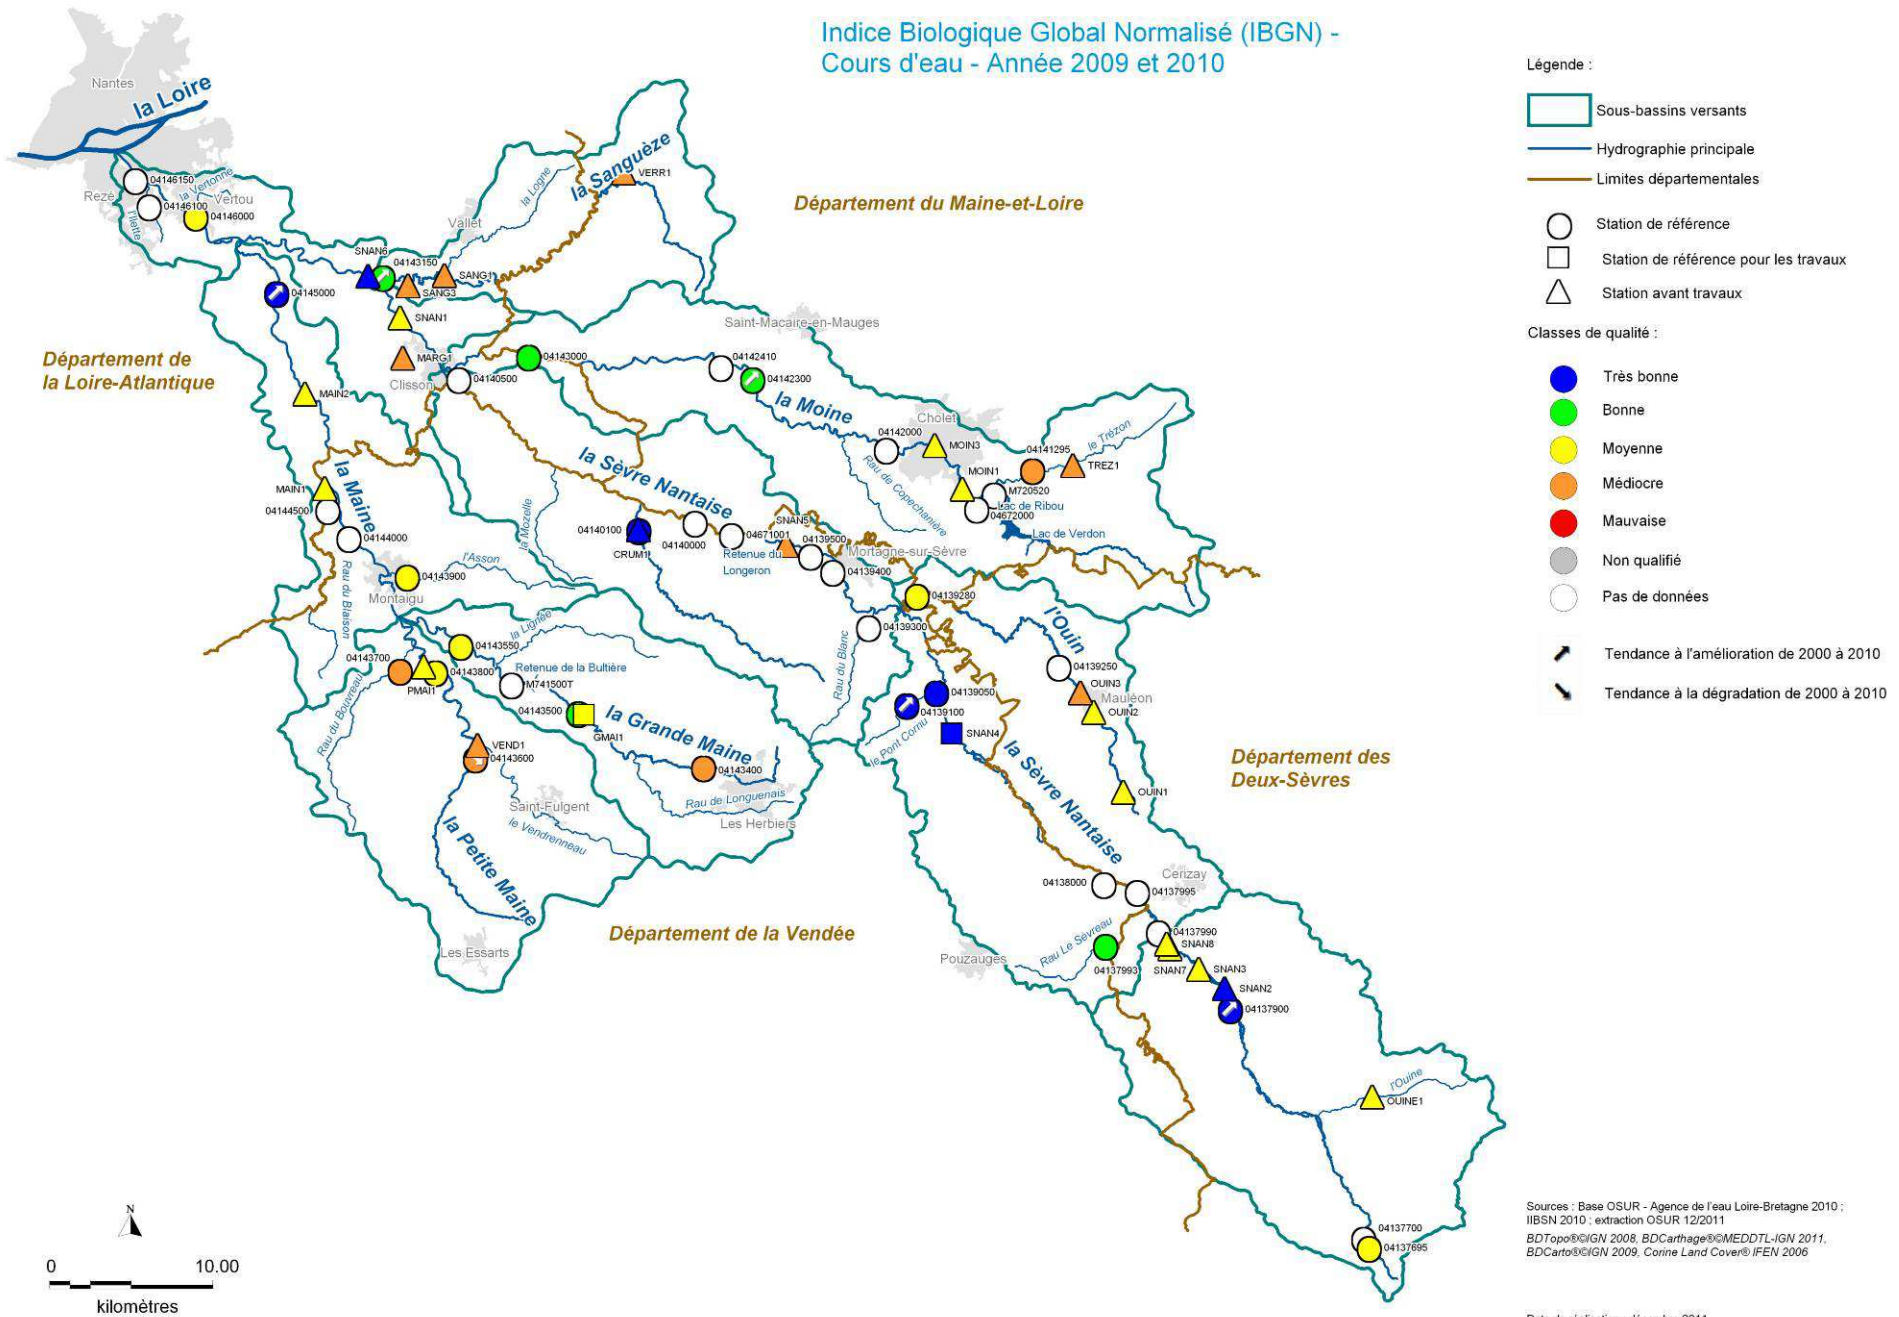 Indice Biologique Global Normalisé (IBGN) -
Cours d'eau - Année 2009 et 2010
Légende :
Sous-bassins versants
Hydrographie principale
Limites départementales
Station de référence
Station de référence pour les travaux
Station avant travaux
Classes de qualité :
Très bonne
Bonne
Moyenne
Médiocre
Mauvaise
Non qualifié
Pas de données
Tendance à l'amélioration de 2000 à 2010
Tendance à la dégradation de 2000 à 2010
Nantes
la Loire
04146150
la Vertonne
Rezé
Vertou
04146100
04146000
l'Ilette
Vallet
la Logne
la Sanguèze
VERR1
Département du Maine-et-Loire
SNAN6
04143150
SANG1
SANG3
04145000
SNAN1
Saint-Macaire-en-Mauges
Département de
la Loire-Atlantique
MARG1
Clisson
04143000
04140500
04142410
04142300
MAIN2
la Moine
Cholet
04142000
MOIN3
04141295
le Trézon
TREZ1
la Maine
la Sèvre Nantaise
Rau de Copechanière
MOIN1
M720520
Lac de Ribou
04672000
MAIN1
04144500
04144000
la Mozelle
04140100
CRUM1
04140000
04671001
SNAN5
04139500
Retenue du
Longeron
Mortagne-sur-Sèvre
04139400
Lac de Verdon
l'Asson
04143900
Montaigu
Rau du Blaison
04139280
l'Ouin
04139300
Rau du Blanc
la Lignée
04143550
04143700
PMAI1
04143800
Retenue de la Bultière
M741500T
04143500
GMAI1
la Grande Maine
Rau du Bouvreau
04139250
OUIN3
Mauléon
OUIN2
04139050
04139100
le Pont Cornu
SNAN4
VEND1
04143600
04143400
Rau de Longuenais
Les Herbiers
Saint-Fulgent
le Vendrenneau
la Petite Maine
la Sèvre Nantaise
Département des
Deux-Sèvres
OUIN1
04138000
Cerizay
04137995
Département de la Vendée
Les Essarts
Pouzauges
Rau Le Sèvreau
04137990
SNAN8
04137993
SNAN7
SNAN3
SNAN2
04137900
l'Ouine
OUINE1
04137700
04137695
N
0
10.00
kilomètres
Sources : Base OSUR - Agence de l'eau Loire-Bretagne 2010 ;
IIBSN 2010 ; extraction OSUR 12/2011
BDTopo®©IGN 2008, BDCarthage®©MEDDTL-IGN 2011,
BDCarto®©IGN 2009, Corine Land Cover® IFEN 2006